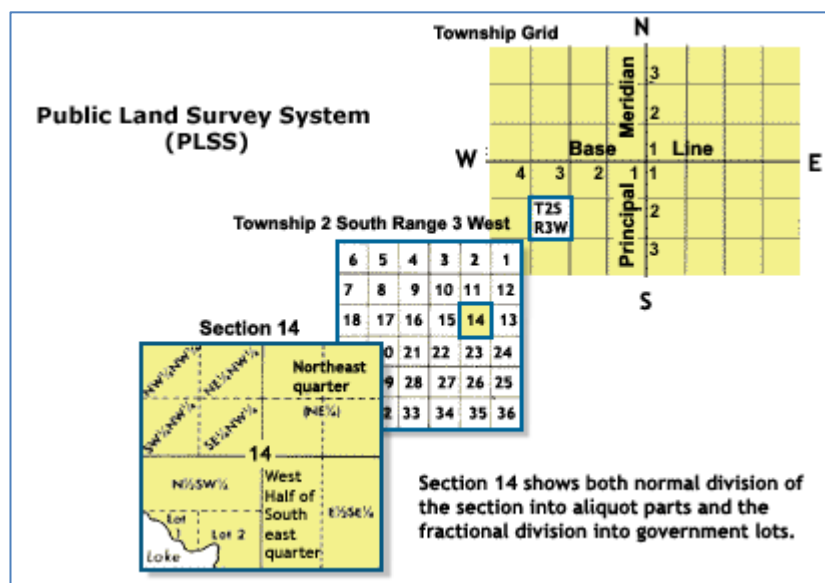 Township Grid
N
Public Land Survey System
(PLSS)
Meridian
3
2
1
W
Base
Line
E
4 3 2 1 1
T2S
R3W
2
Principal
3
S
Township 2 South Range 3 West
6 5 4 3 2 1
7 8 9 10 11 12
18 17 16 15 14 13
0 21 22 23 24
9 28 27 26 25
2 33 34 35 36
Section 14
NW¼NW¼
NE¼NW¼
Northeast
quarter
(NE¼)
SW¼NW¼
SE¼NW¼
14
N½SW¼
West
Half of
South
east
quarter
E½SE¼
Lot
1
Lot 2
Lake
Section 14 shows both normal division of
the section into aliquot parts and the
fractional division into government lots.